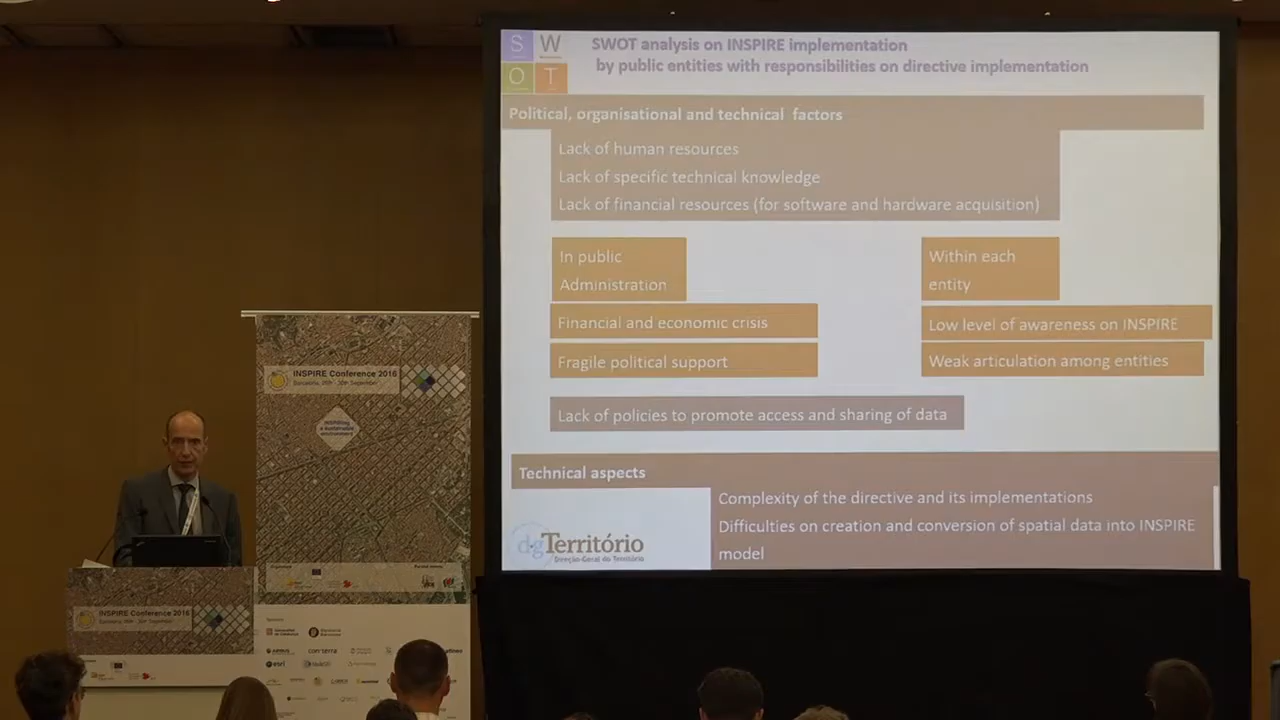 S W
O T
SWOT analysis on INSPIRE implementation
by public entities with responsibilities on directive implementation
Political, organisational and technical factors
Lack of human resources
Lack of specific technical knowledge
Lack of financial resources (for software and hardware acquisition)
In public
Administration
Within each
entity
Financial and economic crisis
Low level of awareness on INSPIRE
Fragile political support
Weak articulation among entities
Lack of policies to promote access and sharing of data
Technical aspects
Complexity of the directive and its implementations
Difficulties on creation and conversion of spatial data into INSPIRE
model
dgTerritório
Direção-Geral do Território
INSPIRE Conference 2016
Barcelona, 26th - 30th September
INSPIRE Conference 2016
esri